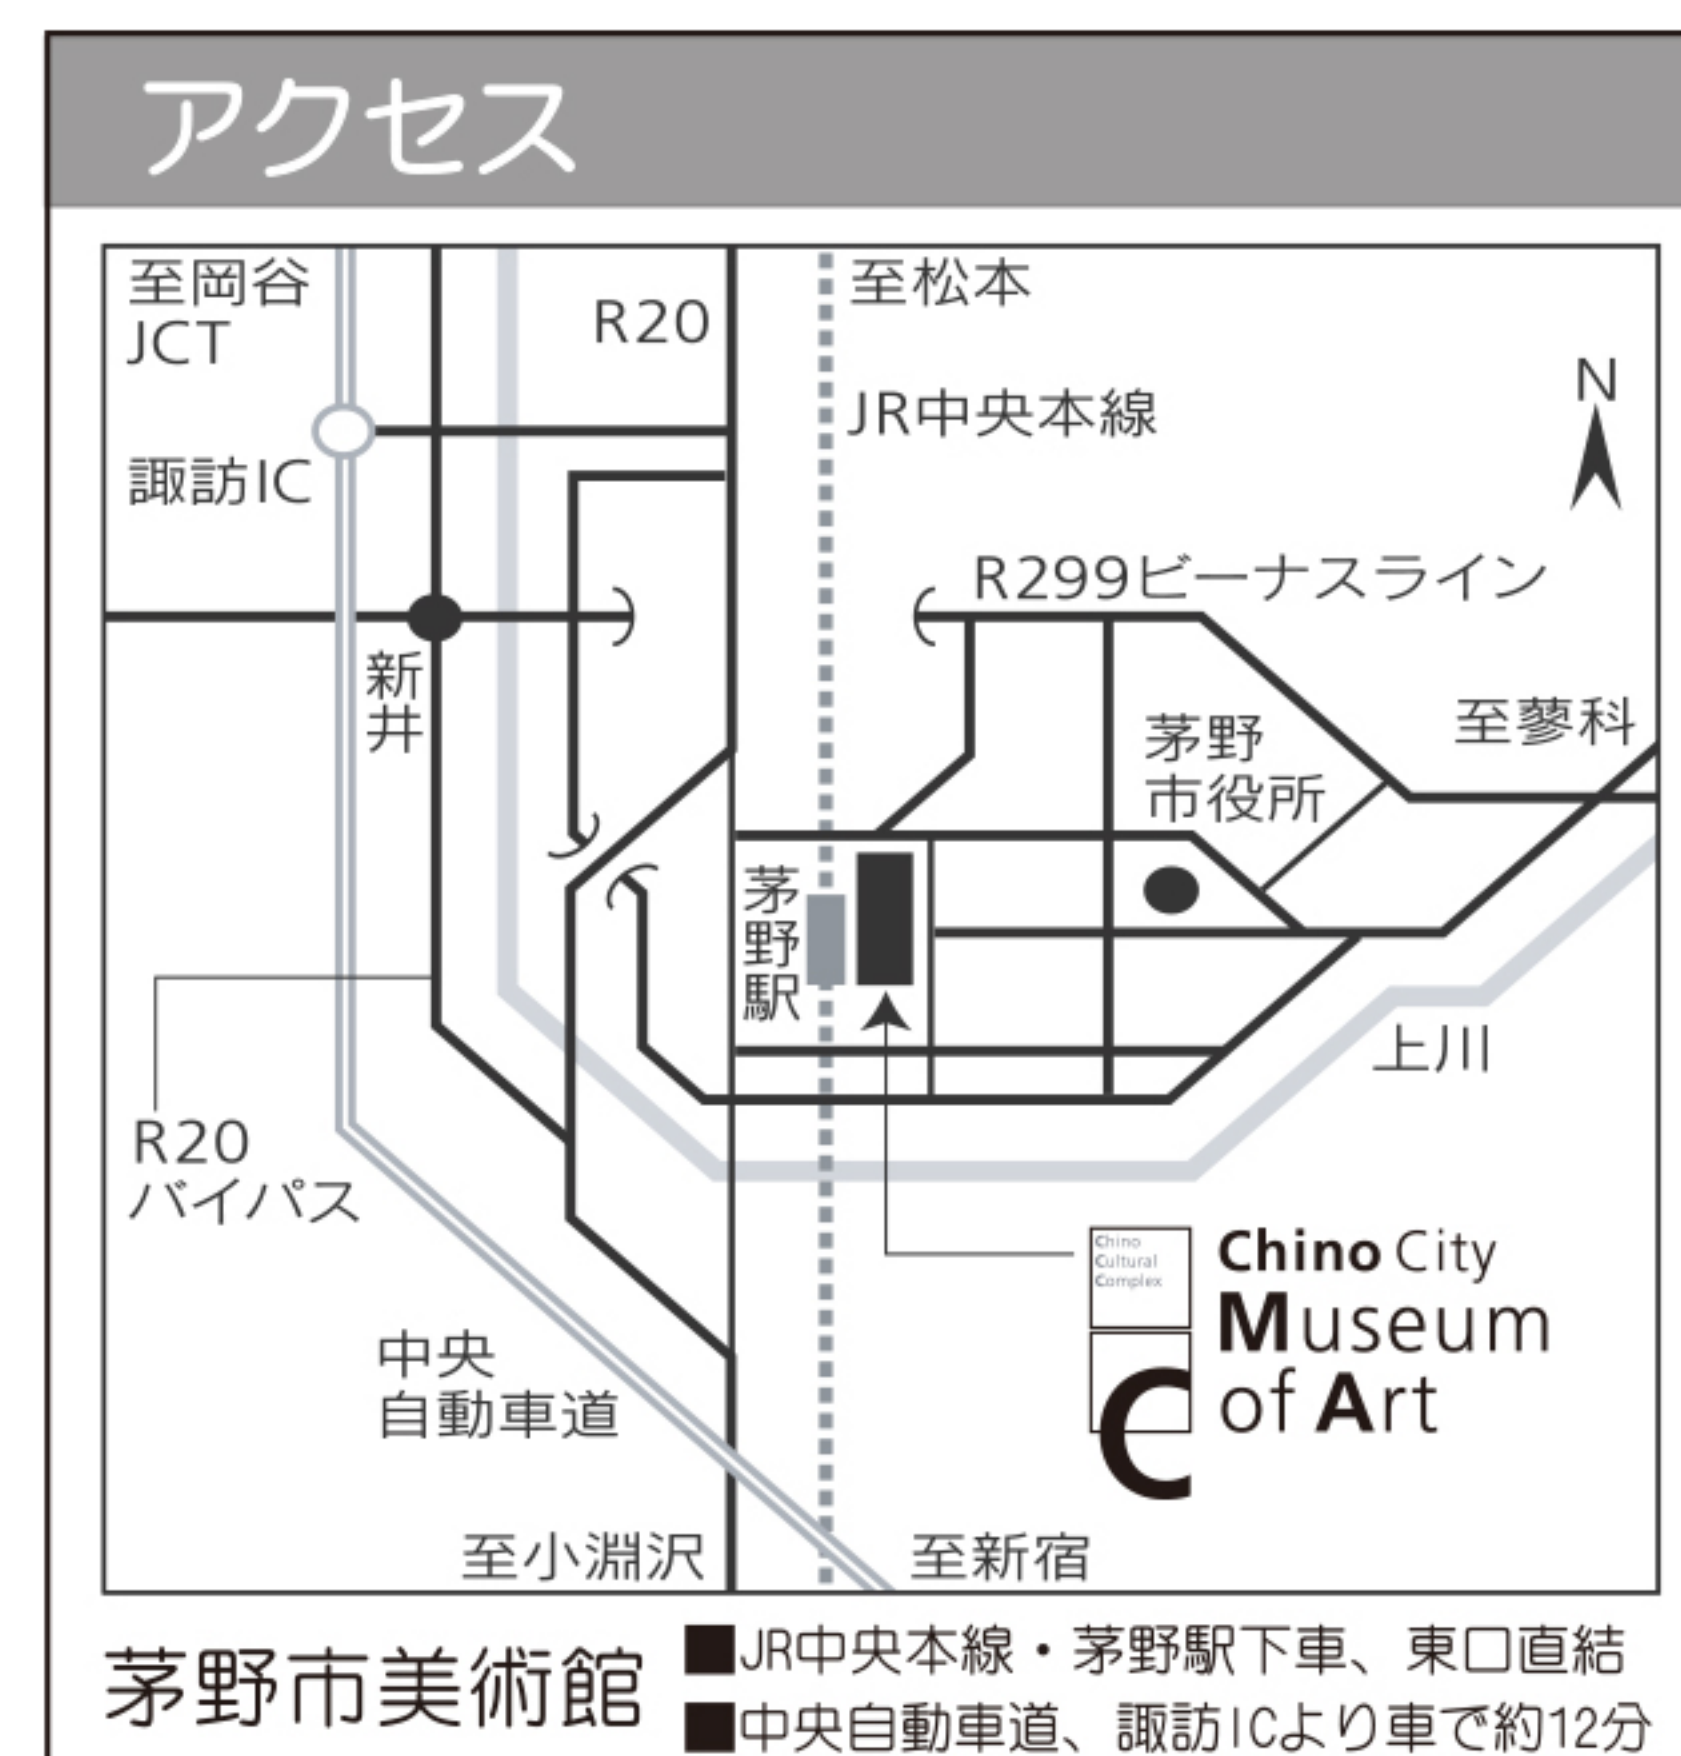 アクセス
至岡谷
JCT
R20
至松本
N
JR中央本線
諏訪IC
R299ビーナスライン
新井
至蓼科
茅野
市役所
茅野駅
上川
R20
バイパス
Chino
Cultural
Complex
C
Chino City
Museum
of Art
中央
自動車道
至小淵沢
至新宿
茅野市美術館
■JR中央本線・茅野駅下車、東口直結
■中央自動車道、諏訪ICより車で約12分